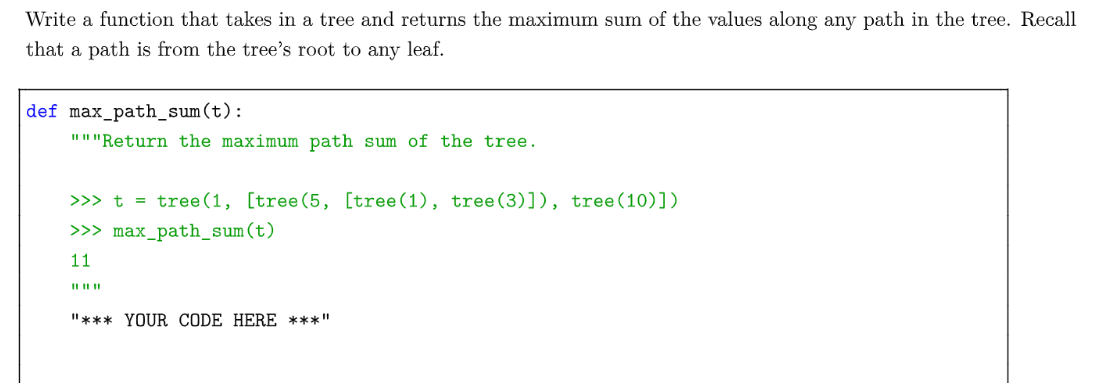 Write a function that takes in a tree and returns the maximum sum of the values along any path in the tree. Recall
that a path is from the tree's root to any leaf.
def max_path_sum(t):
    """Return the maximum path sum of the tree.
    >>> t = tree(1, [tree(5, [tree(1), tree(3)]), tree(10)])
    >>> max_path_sum(t)
    11
    """
    "*** YOUR CODE HERE ***"